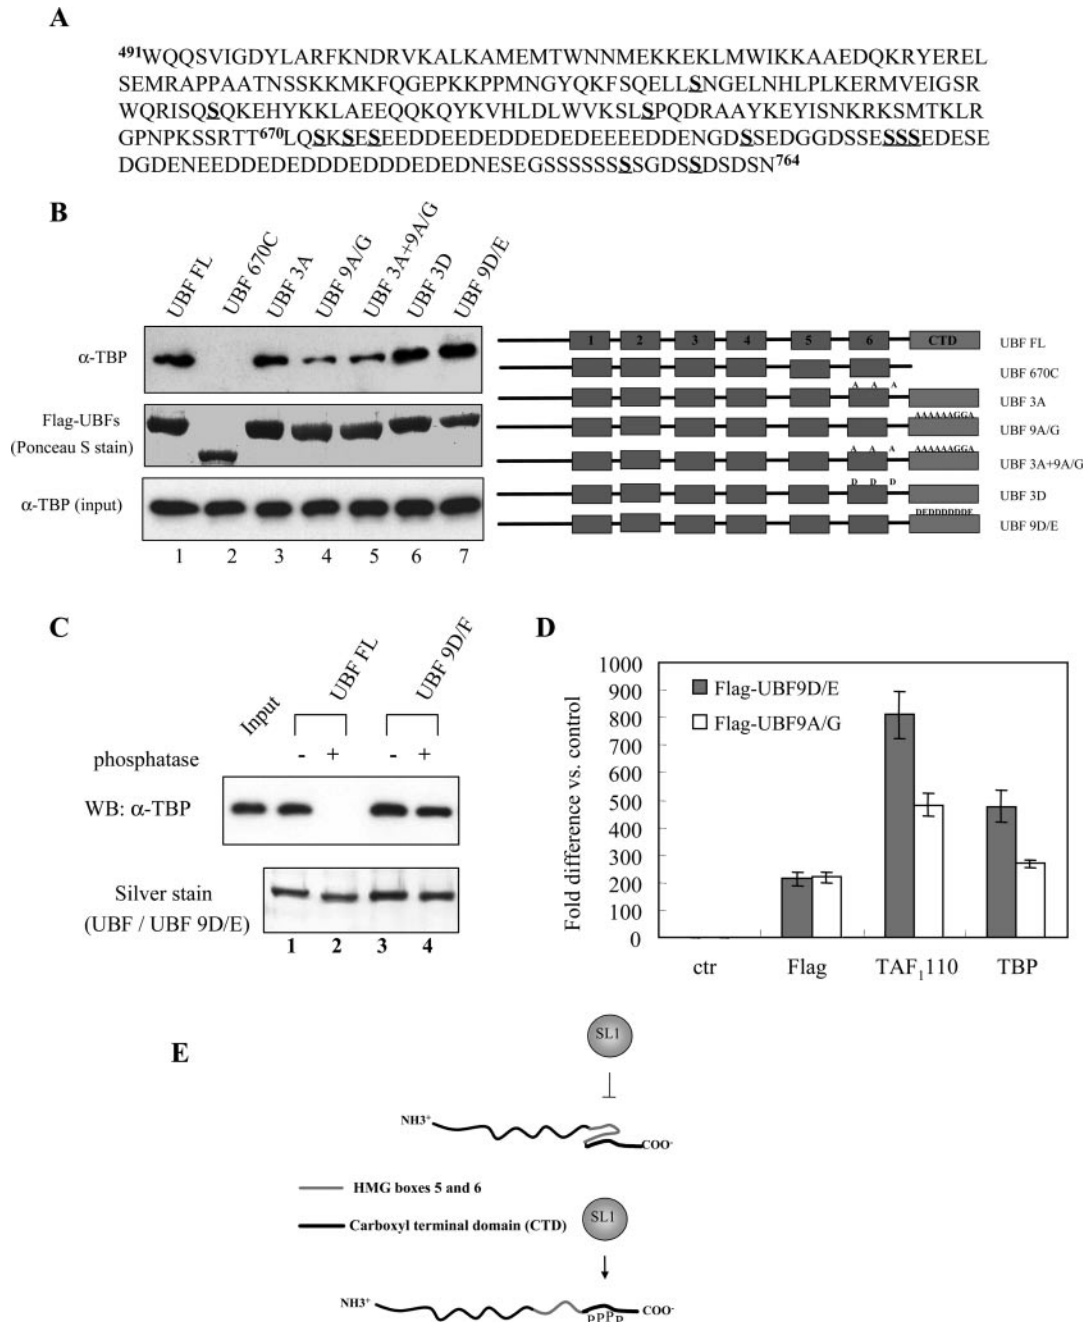 A
491WQQSVIGDYLARFKNDRVKALKAMEMTWNNMEKKEKLMWIKKAAEDQKRYEREL
SEMRAPPAATNSSKKMKFQGEPKKPPMNGYQKFSQELLSNGELNHLPLKERMVEIGSR
WQRISQSQKEHYKKLAEEQQKQYKVHLDLWVKSLSPQDRAAYKEYISNKRKSMTKLR
GPNPKSSRTT670LQSKSESEEDDEEDEDDEDEDEEEEDDENGDSSEDGGDSSESSSEDESE
DGDENEEDDEDEDDDEDDDEDEDNESEGSSSSSSSSGDSSDSDSN764
B
UBF FL
UBF 670C
UBF 3A
UBF 9A/G
UBF 3A+9A/G
UBF 3D
UBF 9D/E
α-TBP
Flag-UBFs
(Ponceau S stain)
α-TBP (input)
1 2 3 4 5 6 7
1 2 3 4 5 6 CTD UBF FL
UBF 670C
A A A
UBF 3A
AAAAAAGGA
UBF 9A/G
A A A AAAAAAGGA
UBF 3A+9A/G
D D D
UBF 3D
DEDDDDDDE
UBF 9D/E
C
Input
UBF FL
UBF 9D/F
phosphatase - + - +
WB: α-TBP
Silver stain
(UBF / UBF 9D/E)
1 2 3 4
D
Fold difference vs. control
1000
900
800
700
600
500
400
300
200
100
0
Flag-UBF9D/E
Flag-UBF9A/G
ctr Flag TAF1110 TBP
E
SL1
NH3+
COO-
HMG boxes 5 and 6
Carboxyl terminal domain (CTD)
SL1
NH3+
COO-
PPPP